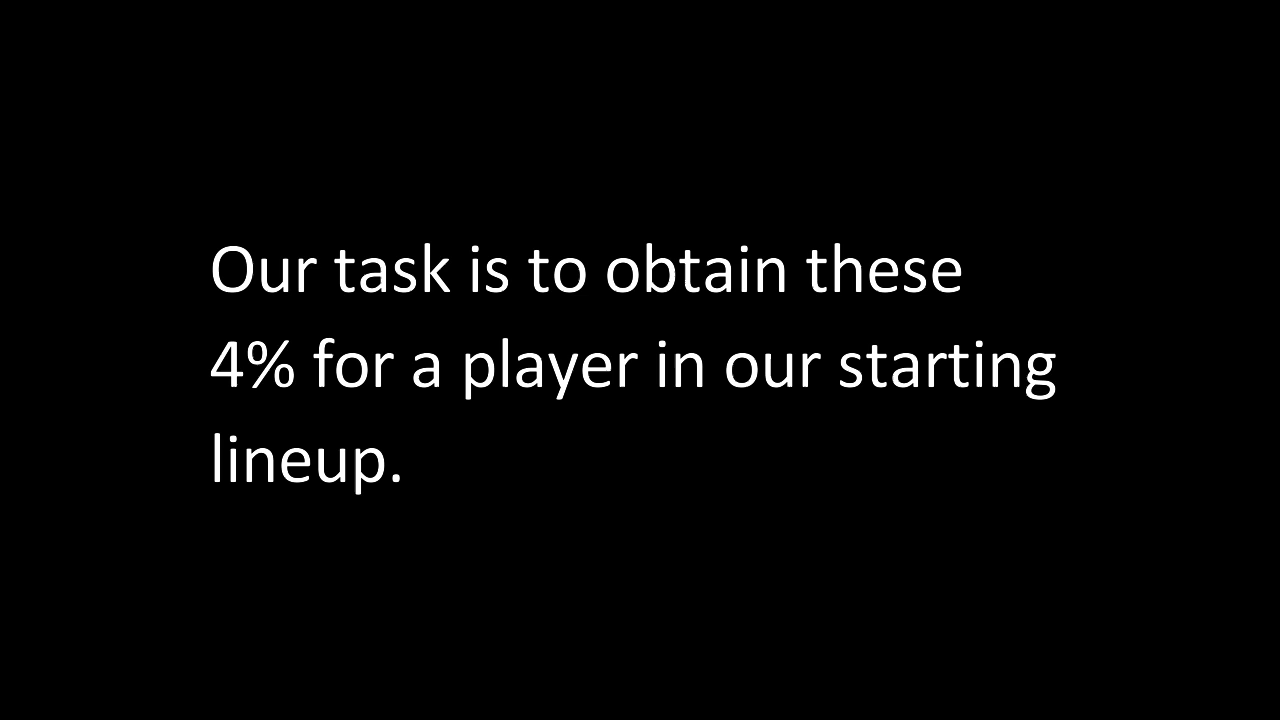 Our task is to obtain these
4% for a player in our starting
lineup.